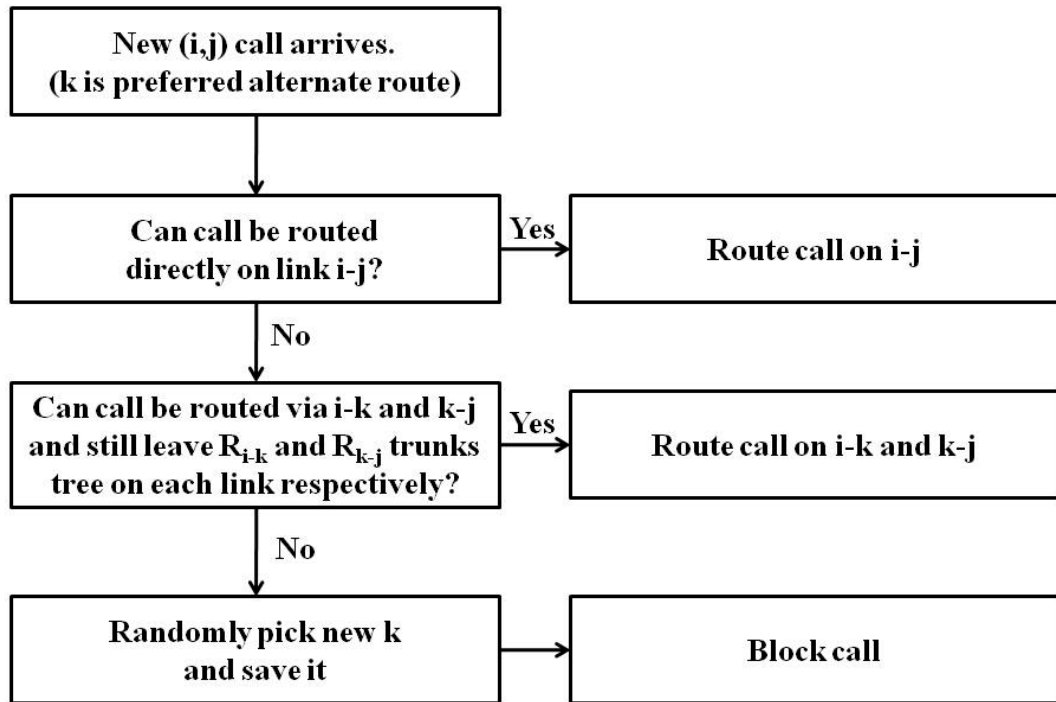 New (i,j) call arrives.
(k is preferred alternate route)
Can call be routed
directly on link i-j?
Yes
Route call on i-j
No
Can call be routed via i-k and k-j
and still leave R_{i-k} and R_{k-j} trunks
tree on each link respectively?
Yes
Route call on i-k and k-j
No
Randomly pick new k
and save it
Block call